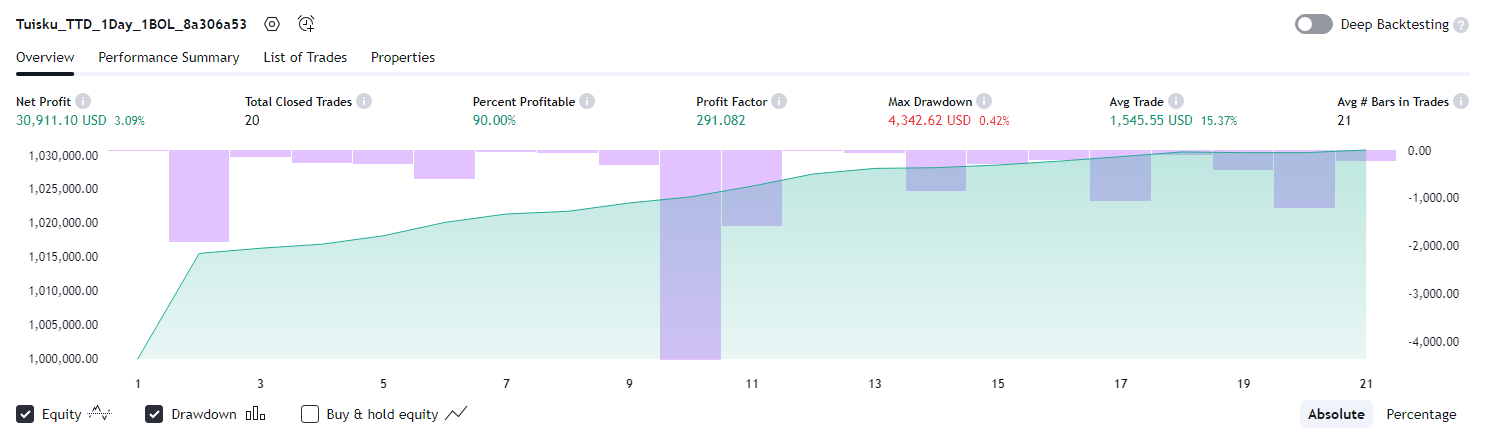 Tuisku_TTD_1Day_1BOL_8a306a53
Deep Backtesting ?
Overview Performance Summary List of Trades Properties
Net Profit Total Closed Trades Percent Profitable Profit Factor Max Drawdown Avg Trade Avg # Bars in Trades
30,911.10 USD 3.09% 20 90.00% 291.082 4,342.62 USD 0.42% 1,545.55 USD 15.37% 21
1,030,000.00 0.00
1,025,000.00 -1,000.00
1,020,000.00 -2,000.00
1,015,000.00 -3,000.00
1,010,000.00 -4,000.00
1,005,000.00
1,000,000.00
1 3 5 7 9 11 13 15 17 19 21
Equity Drawdown Buy & hold equity Absolute Percentage